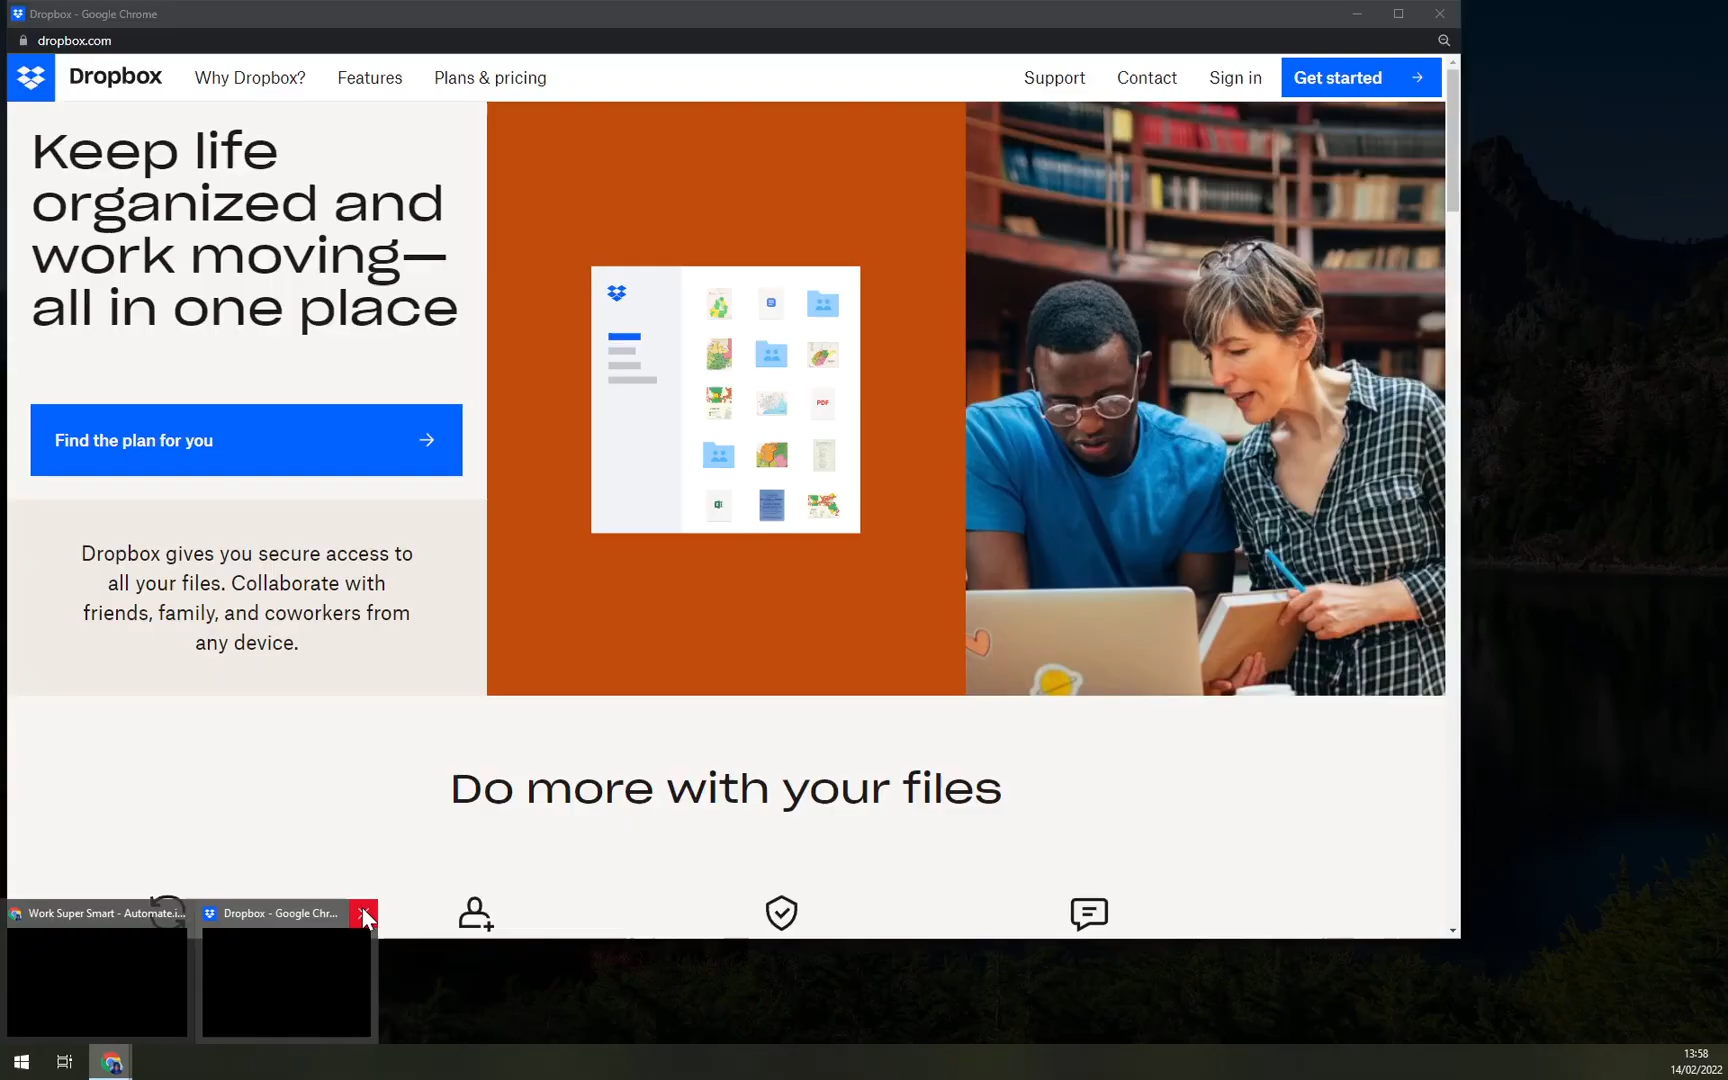 Dropbox - Google Chrome
dropbox.com
Dropbox
Why Dropbox?
Features
Plans & pricing
Support
Contact
Sign in
Get started
Keep life
organized and
work moving—
all in one place
PDF
Find the plan for you
Dropbox gives you secure access to
all your files. Collaborate with
friends, family, and coworkers from
any device.
Do more with your files
Work Super Smart - Automate.i...
Dropbox - Google Chr...
13:58
14/02/2022